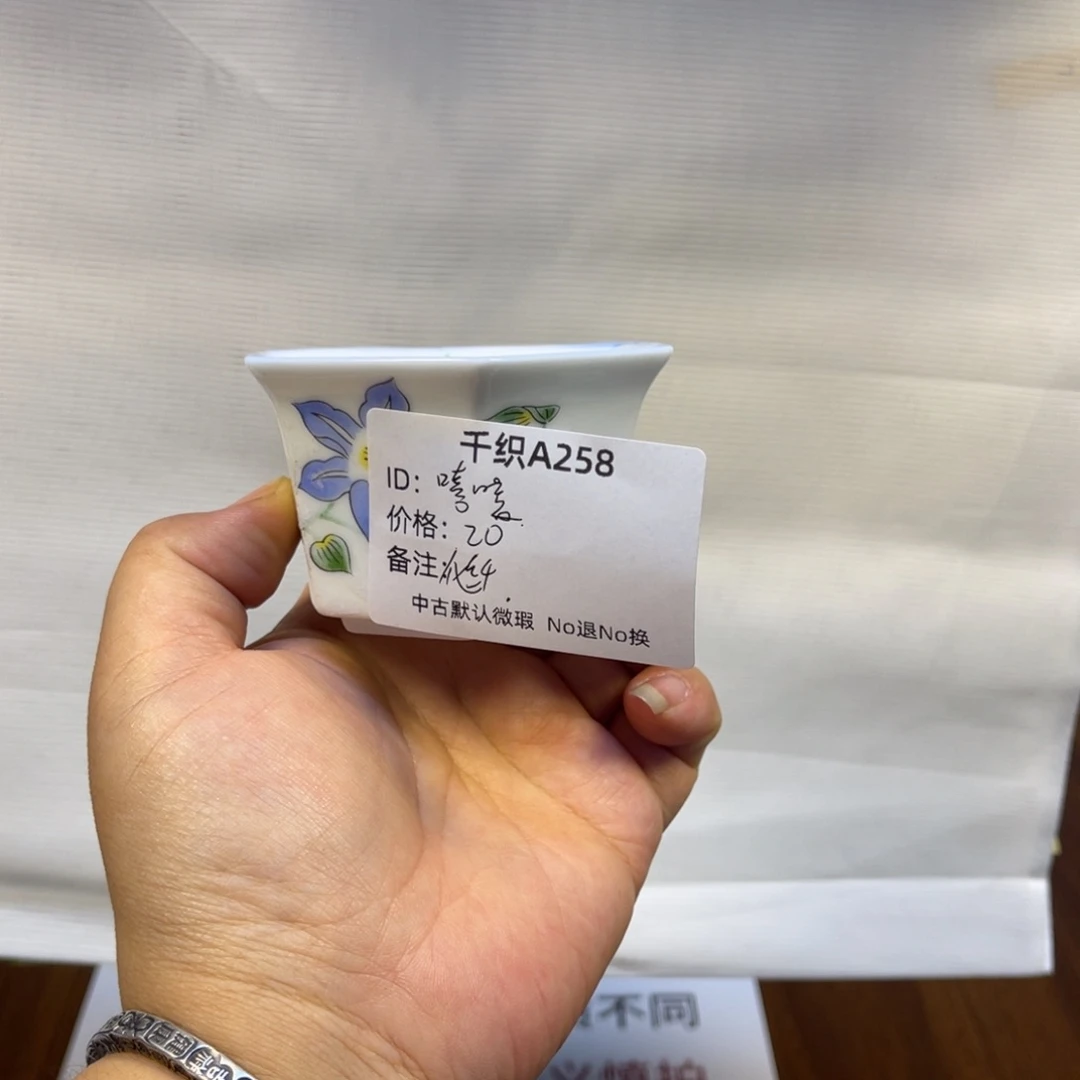 千织A258
ID：嘻嘻
价格：20
备注：
中古默认微瑕 No退No换
不同